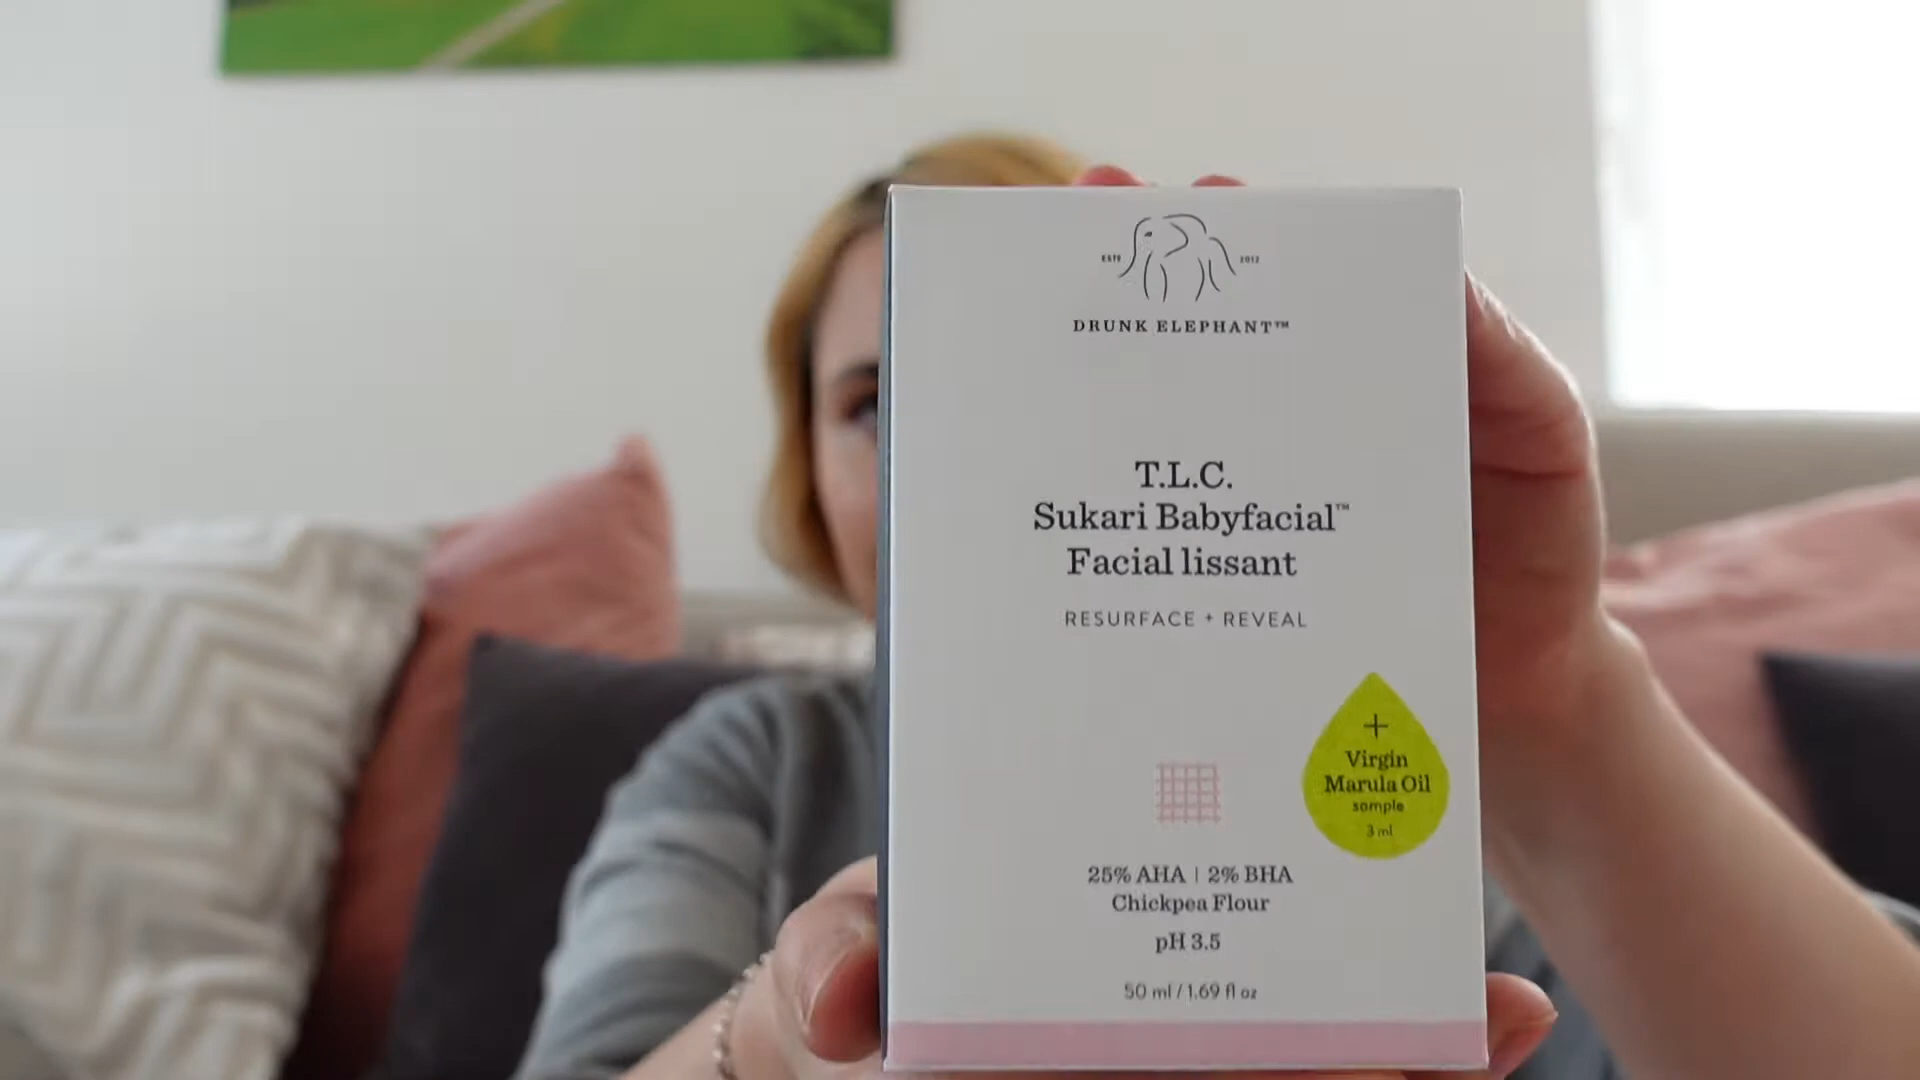 ESTD 2012
DRUNK ELEPHANT™
T.L.C.
Sukari Babyfacial™
Facial lissant
RESURFACE + REVEAL
+
Virgin
Marula Oil
sample
3 ml
25% AHA | 2% BHA
Chickpea Flour
pH 3.5
50 ml / 1.69 fl oz